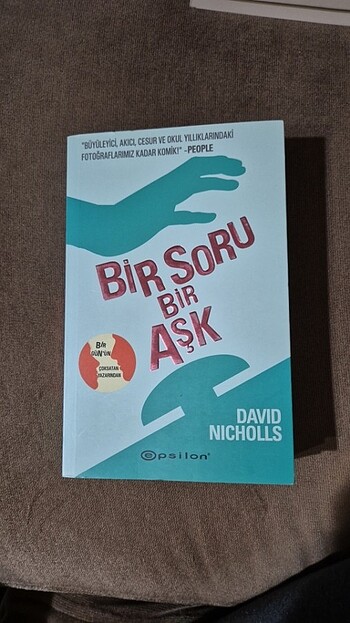 "BÜYÜLEYİCİ, AKICI, CESUR VE OKUL YILLIKLARINDAKİ
FOTOĞRAFLARIMIZ KADAR KOMİK!" -PEOPLE
BİR SORU
BİR
AŞK
BİR
GÜN'ÜN
ÇOKSATAN
YAZARINDAN
DAVID
NICHOLLS
epsilon